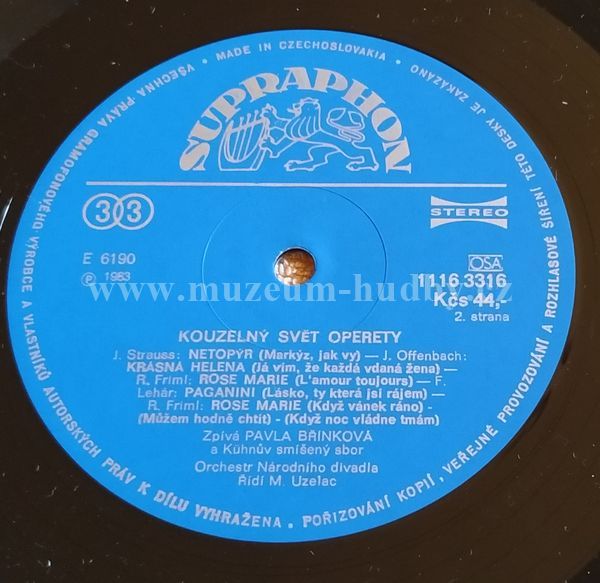 VŠECHNA PRÁVA GRAMOFONOVÉHO VÝROBCE A VLASTNÍKŮ AUTORSKÝCH PRÁV K DÍLU VYHRAŽENA. POŘIZOVÁNÍ KOPIÍ, VEŘEJNÉ PROVOZOVÁNÍ A ROZHLASOVÉ ŠÍŘENÍ TÉTO DESKY JE ZAKÁZÁNO • MADE IN CZECHOSLOVAKIA •
SUPRAPHON
33
STEREO
E 6190
℗ 1983
OSA
1116 3316
Kčs 44,-
2. strana
www.muzeum-hudby.cz
KOUZELNÝ SVĚT OPERETY
J. Strauss: NETOPÝR (Markýz, jak vy) — J. Offenbach:
KRÁSNÁ HELENA (Já vím, že každá vdaná žena) —
R. Friml: ROSE MARIE (L'amour toujours) — F.
Lehár: PAGANINI (Lásko, ty která jsi rájem) —
R. Friml: ROSE MARIE (Když vánek ráno) -
(Můžem hodně chtít) - (Když noc vládne tmám)
Zpívá PAVLA BŘÍNKOVÁ
a Kühnův smíšený sbor
Orchestr Národního divadla
Řídí M. Uzelac